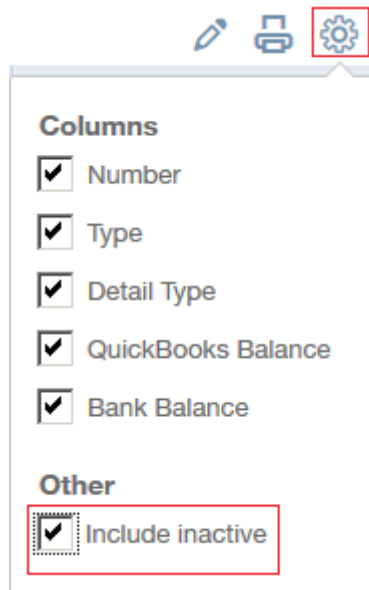 Columns
Number
Type
Detail Type
QuickBooks Balance
Bank Balance
Other
Include inactive